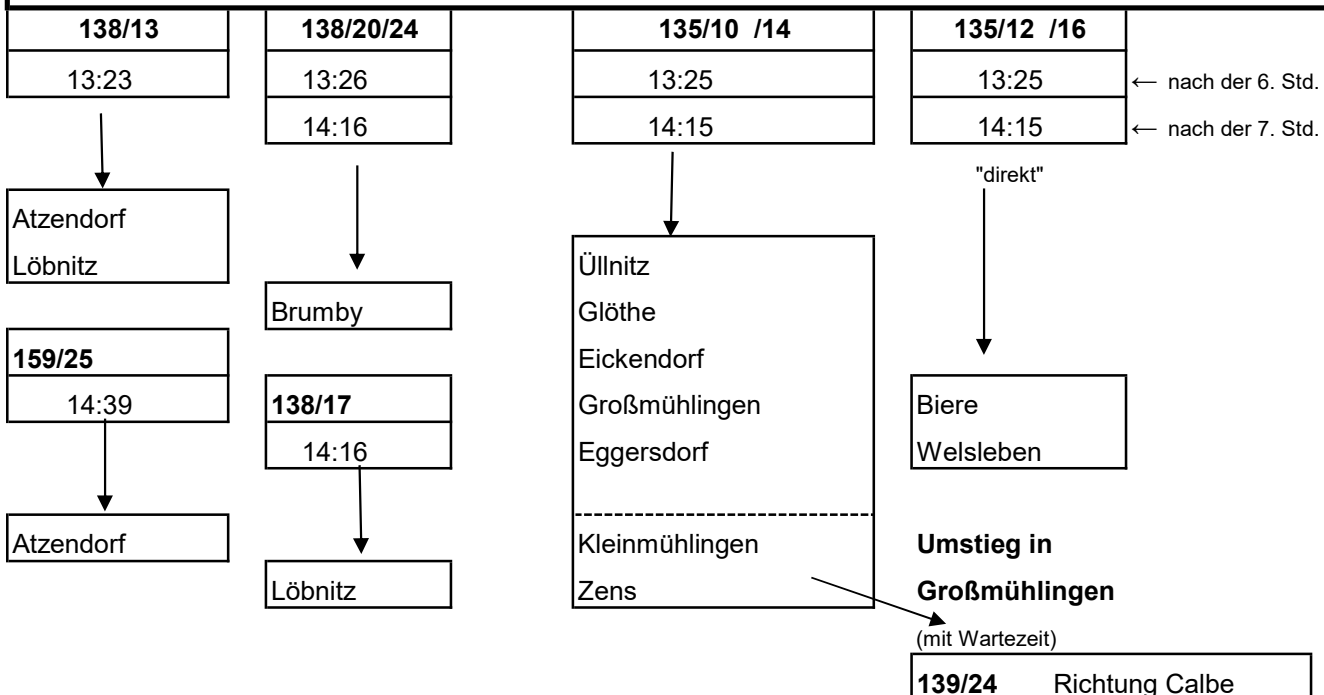 138/13
138/20/24
135/10 /14
135/12 /16
13:23
13:26
13:25
13:25
← nach der 6. Std.
14:16
14:15
14:15
← nach der 7. Std.
"direkt"
Atzendorf
Löbnitz
Brumby
Üllnitz
Glöthe
Eickendorf
Großmühlingen
Eggersdorf
Biere
Welsleben
159/25
14:39
138/17
14:16
Atzendorf
Löbnitz
Kleinmühlingen
Zens
Umstieg in
Großmühlingen
(mit Wartezeit)
139/24 Richtung Calbe